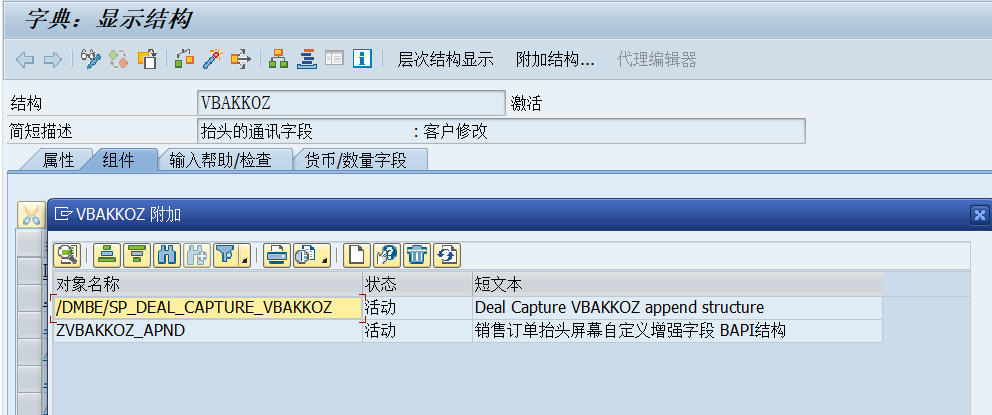 字典：显示结构
层次结构显示 附加结构... 代理编辑器
结构 VBAKKOZ 激活
简短描述 抬头的通讯字段 : 客户修改
属性 组件 输入帮助/检查 货币/数量字段
VBAKKOZ 附加
对象名称 状态 短文本
/DMBE/SP_DEAL_CAPTURE_VBAKKOZ 活动 Deal Capture VBAKKOZ append structure
ZVBAKKOZ_APND 活动 销售订单抬头屏幕自定义增强字段 BAPI结构